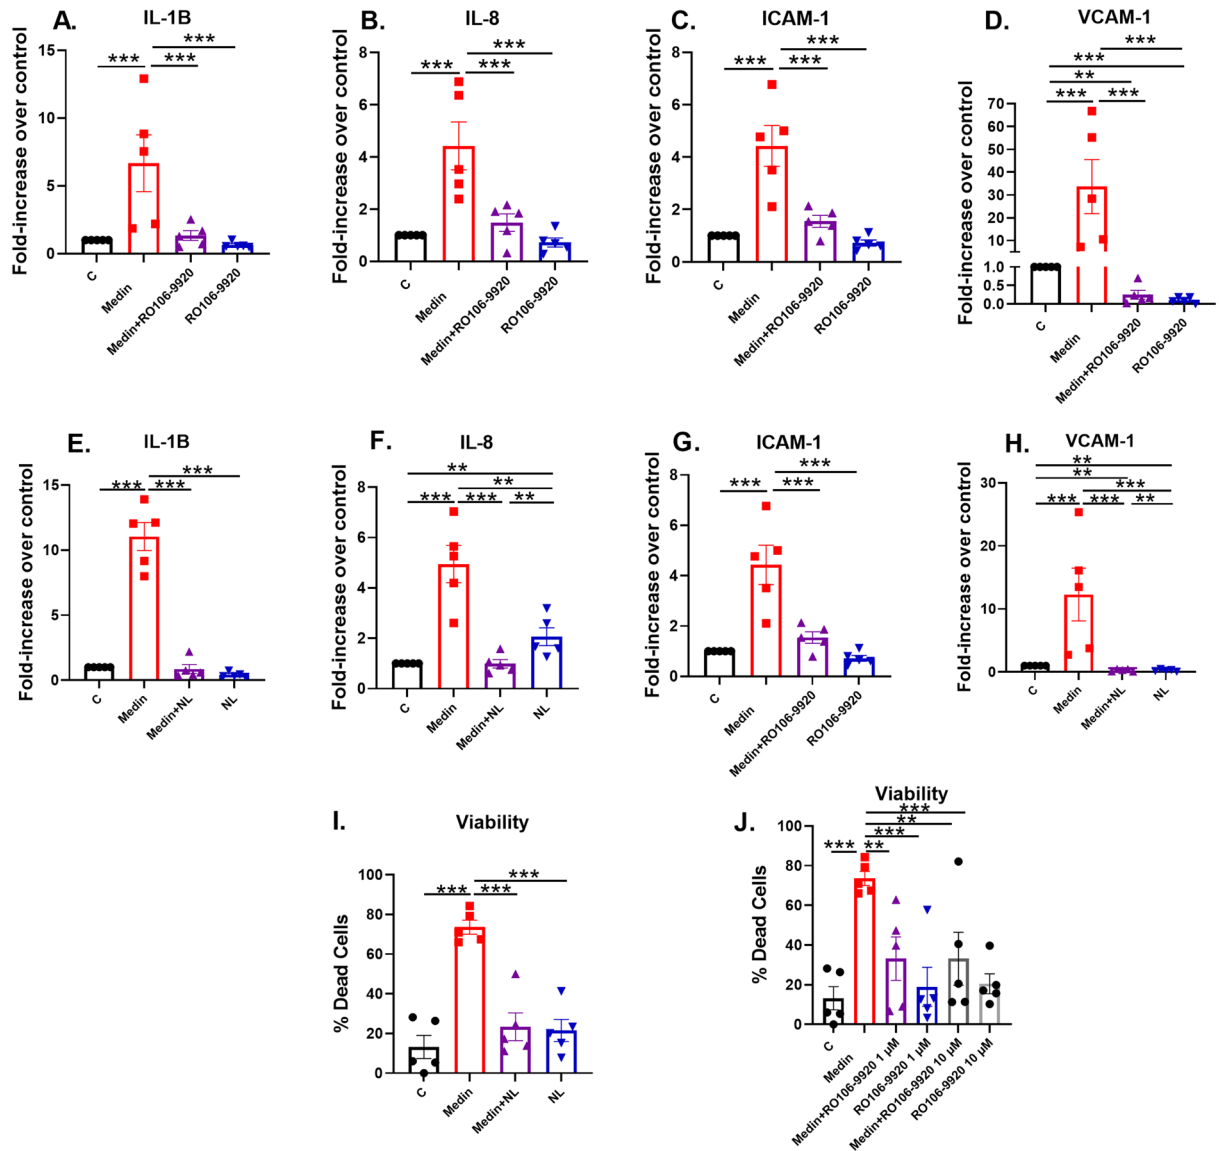 A.
IL-1B
Fold-increase over control
15
10
5
0
***
***
***
C
Medin
Medin+RO106-9920
RO106-9920
B.
IL-8
Fold-increase over control
8
6
4
2
0
***
***
***
C
Medin
Medin+RO106-9920
RO106-9920
C.
ICAM-1
Fold-increase over control
8
6
4
2
0
***
***
***
C
Medin
Medin+RO106-9920
RO106-9920
D.
VCAM-1
Fold-increase over control
70
60
50
40
30
20
10
1.0
0.5
0.0
***
***
**
***
***
C
Medin
Medin+RO106-9920
RO106-9920
E.
IL-1B
Fold-increase over control
15
10
5
0
***
***
***
C
Medin
Medin+NL
NL
F.
IL-8
Fold-increase over control
8
6
4
2
0
**
**
***
***
**
C
Medin
Medin+NL
NL
G.
ICAM-1
Fold-increase over control
8
6
4
2
0
***
***
***
C
Medin
Medin+RO106-9920
RO106-9920
H.
VCAM-1
Fold-increase over control
30
20
10
0
**
**
***
***
***
**
C
Medin
Medin+NL
NL
I.
Viability
% Dead Cells
100
80
60
40
20
0
***
***
***
C
Medin
Medin+NL
NL
J.
Viability
% Dead Cells
100
80
60
40
20
0
***
**
***
***
**
C
Medin
Medin+RO106-9920 1 µM
RO106-9920 1 µM
Medin+RO106-9920 10 µM
RO106-9920 10 µM